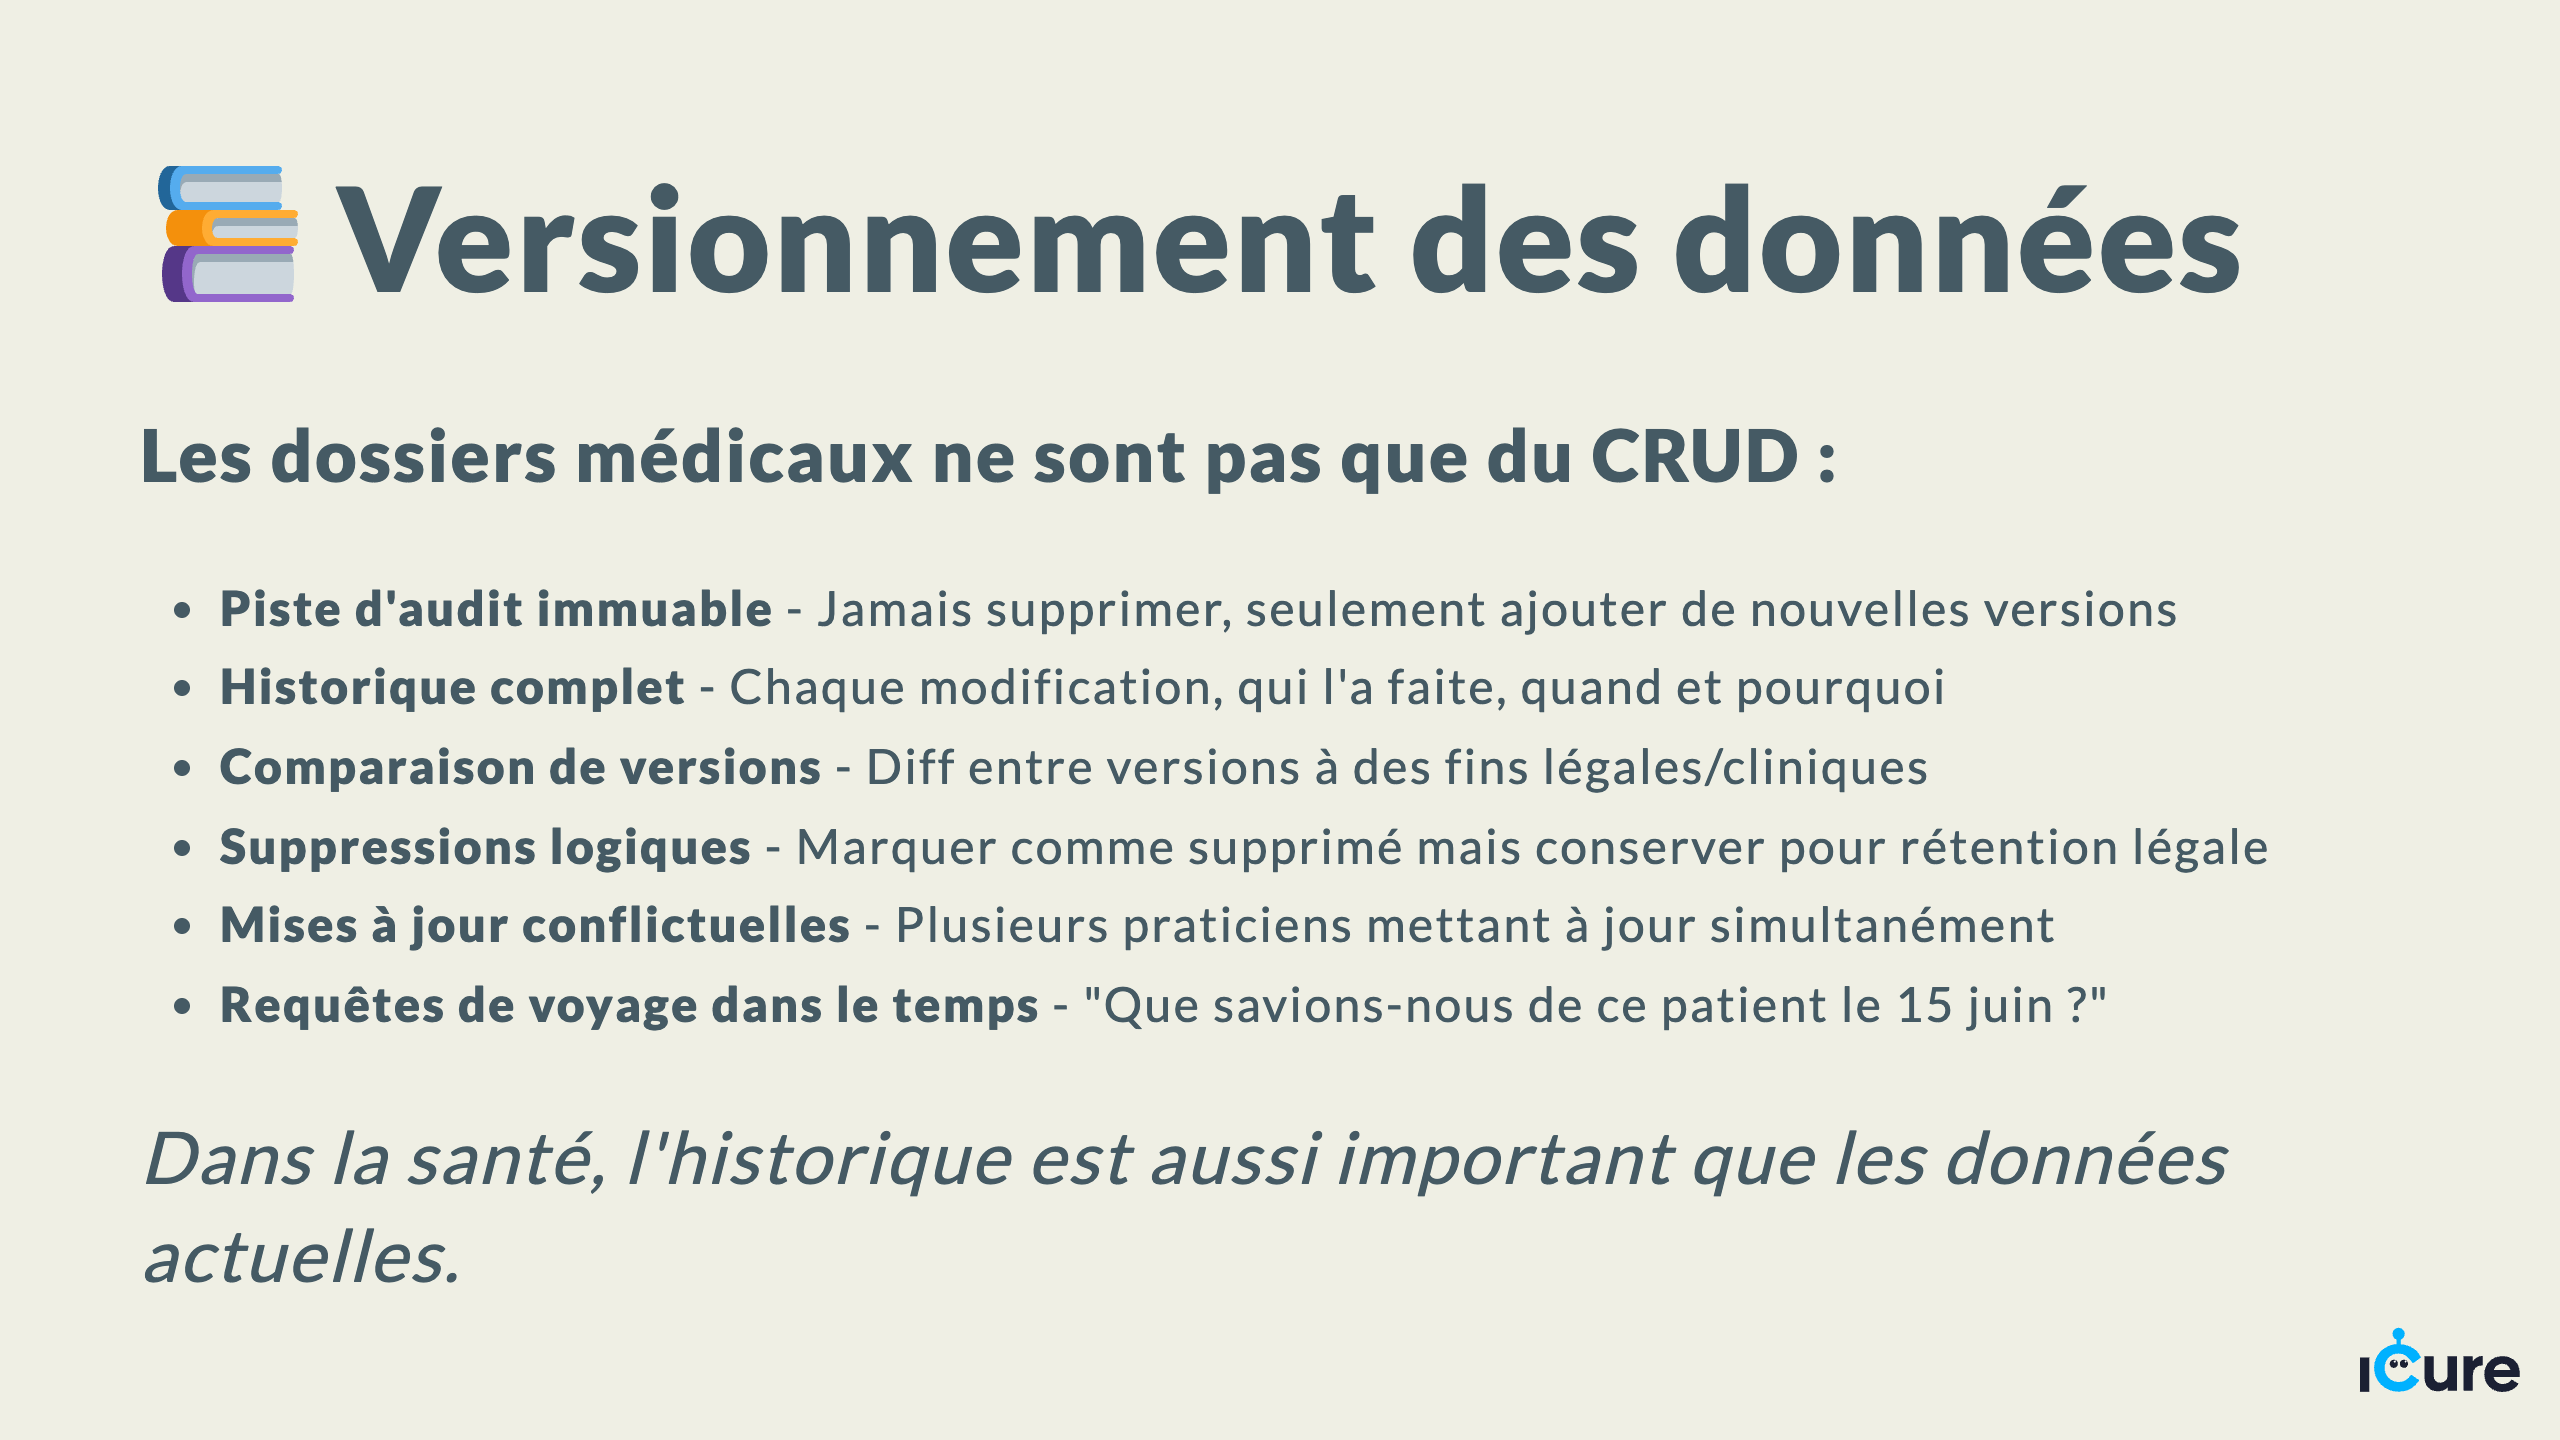 Versionnement des données
Les dossiers médicaux ne sont pas que du CRUD :
• Piste d'audit immuable - Jamais supprimer, seulement ajouter de nouvelles versions
• Historique complet - Chaque modification, qui l'a faite, quand et pourquoi
• Comparaison de versions - Diff entre versions à des fins légales/cliniques
• Suppressions logiques - Marquer comme supprimé mais conserver pour rétention légale
• Mises à jour conflictuelles - Plusieurs praticiens mettant à jour simultanément
• Requêtes de voyage dans le temps - "Que savions-nous de ce patient le 15 juin ?"
Dans la santé, l'historique est aussi important que les données
actuelles.
iCure